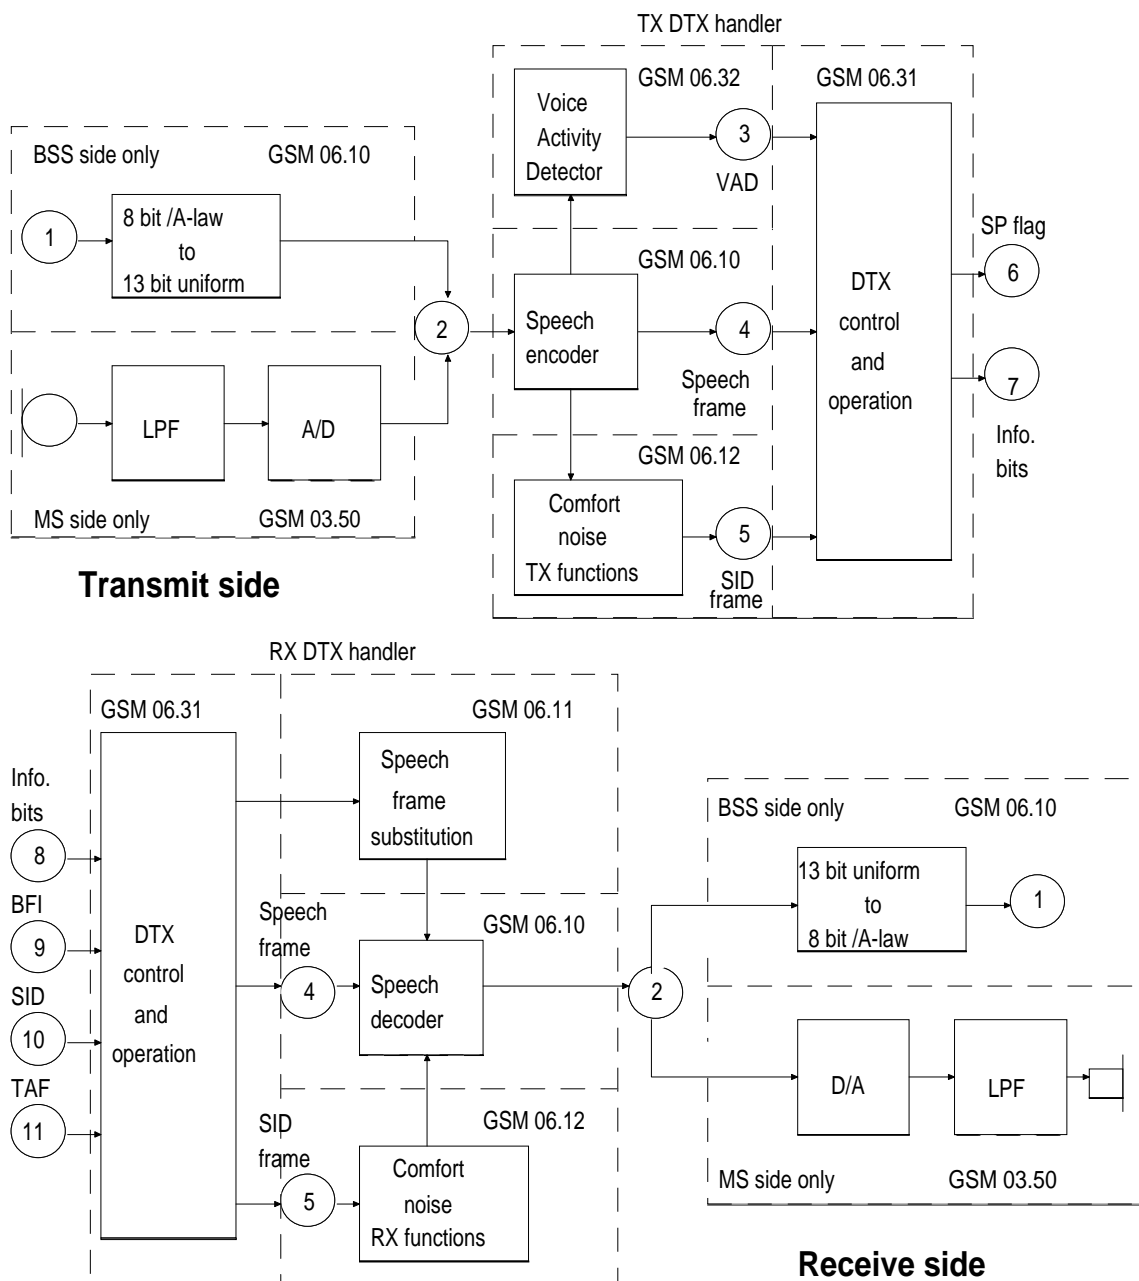 TX DTX handler
GSM 06.32
GSM 06.31
Voice
Activity
Detector
3
VAD
BSS side only
GSM 06.10
1
8 bit /A-law
to
13 bit uniform
2
GSM 06.10
Speech
encoder
4
Speech
frame
DTX
control
and
operation
SP flag
6
7
Info.
bits
LPF
A/D
MS side only
GSM 03.50
GSM 06.12
Comfort
noise
TX functions
5
SID
frame
Transmit side
RX DTX handler
GSM 06.31
GSM 06.11
Info.
bits
8
BFI
9
SID
10
TAF
11
DTX
control
and
operation
Speech
frame
substitution
Speech
frame
4
GSM 06.10
Speech
decoder
2
SID
frame
5
GSM 06.12
Comfort
noise
RX functions
BSS side only
GSM 06.10
13 bit uniform
to
8 bit /A-law
1
D/A
LPF
MS side only
GSM 03.50
Receive side